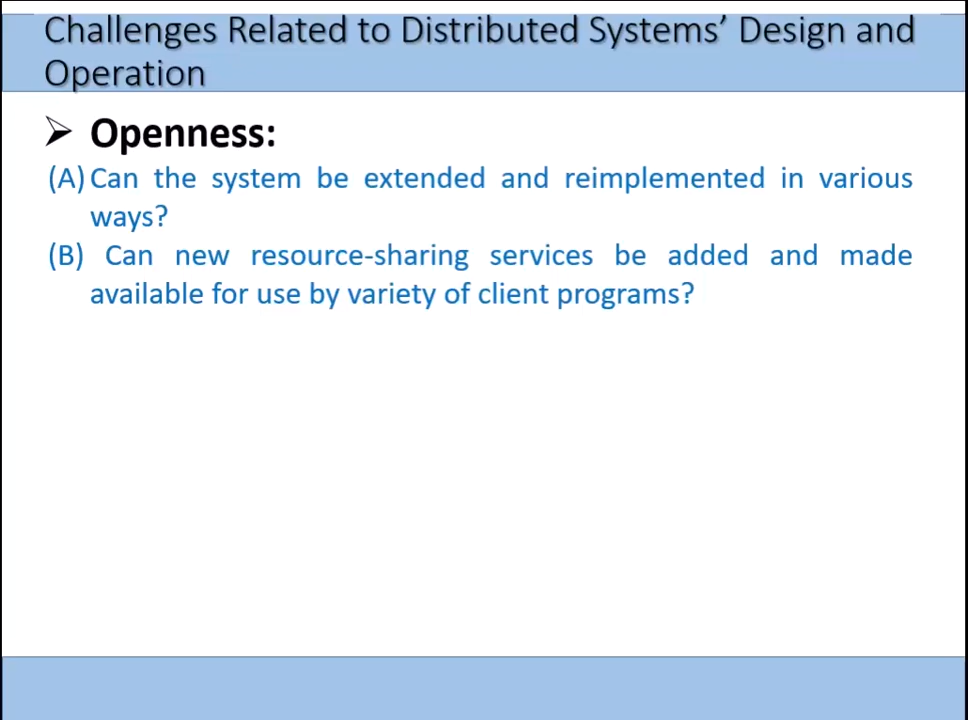 Challenges Related to Distributed Systems’ Design and
Operation
➢ Openness:
(A) Can the system be extended and reimplemented in various
ways?
(B) Can new resource-sharing services be added and made
available for use by variety of client programs?